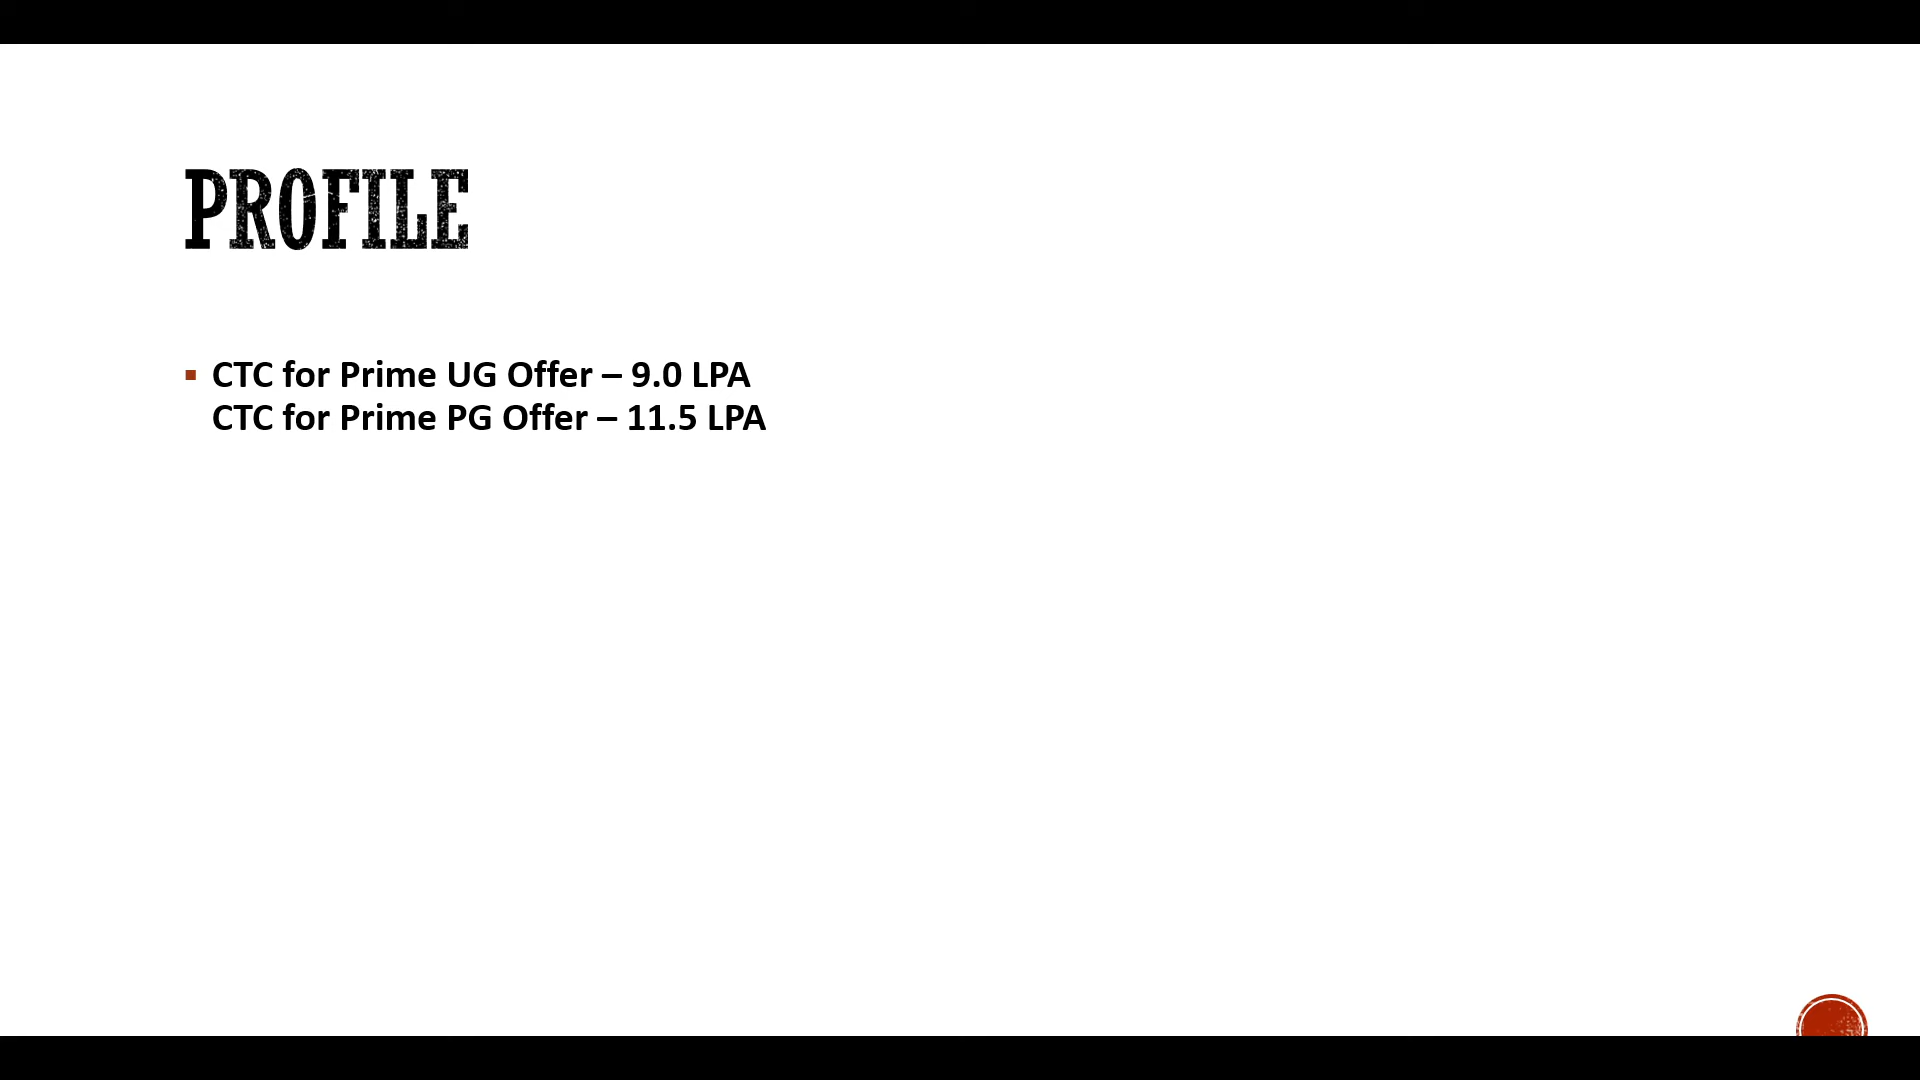 PROFILE
▪ CTC for Prime UG Offer – 9.0 LPA
CTC for Prime PG Offer – 11.5 LPA